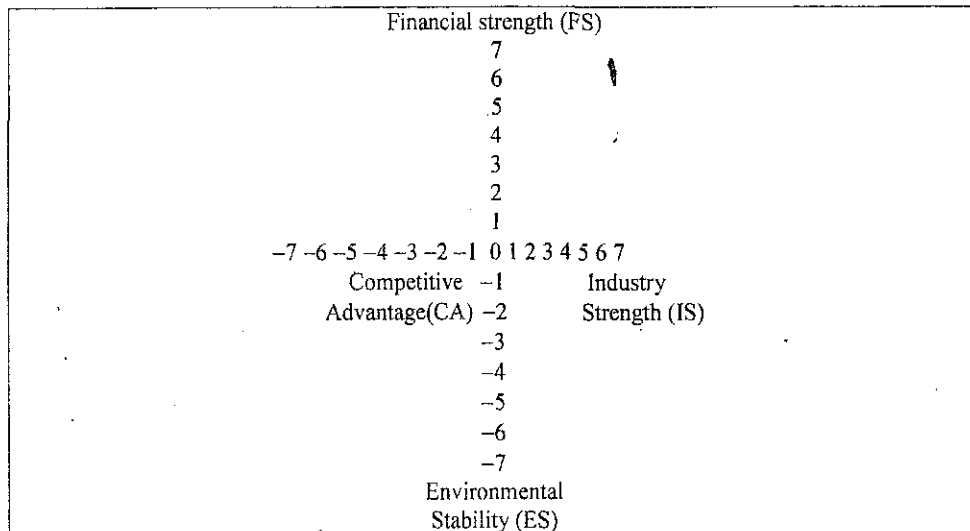 Financial strength (FS)
7
6
5
4
3
2
1
–7 –6 –5 –4 –3 –2 –1 0 1 2 3 4 5 6 7
Competitive –1 Industry
Advantage(CA) –2 Strength (IS)
–3
–4
–5
–6
–7
Environmental
Stability (ES)